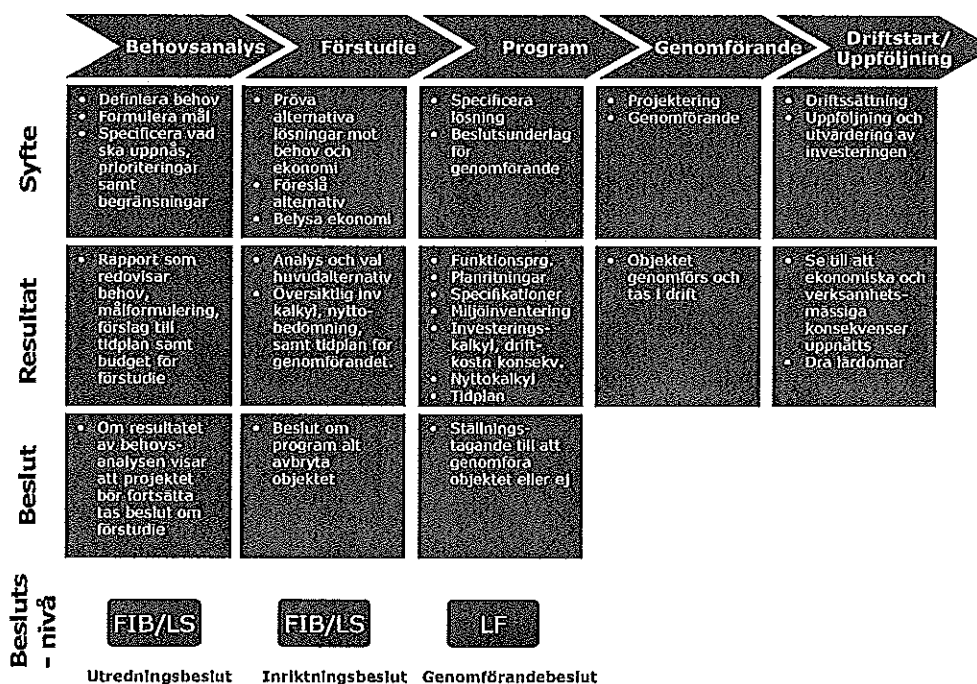 Behovsanalys
Förstudie
Program
Genomförande
Driftstart/
Uppföljning
Syfte
• Definiera behov
• Formulera mål
• Specificera vad
ska uppnås,
prioriteringar
samt
begränsningar
• Pröva
alternativa
lösningar mot
behov och
ekonomi
• Föreslå
alternativ
• Belysa ekonomi
• Specificera
lösning
• Beslutsunderlag
för
genomförande
• Projektering
• Genomförande
• Driftssättning
• Uppföljning och
utvärdering av
investeringen
Resultat
• Rapport som
redovisar
behov,
målformulering,
förslag till
tidplan samt
budget för
förstudie
• Analys och val
huvudalternativ
• Översiktlig inv
kalkyl, nytto-
bedömning,
samt tidplan för
genomförandet.
• Funktionsprg.
• Planritningar
• Specifikationer
• Miljöinventering
• Investerings-
kalkyl, drift-
kostn konsekv.
• Nyttokalkyl
• Tidplan
• Objektet
genomförs och
tas i drift
• Se till att
ekonomiska och
verksamhets-
mässiga
konsekvenser
uppnåtts
• Dra lärdomar
Beslut
• Om resultatet
av behovs-
analysen visar
att projektet
bör fortsätta
tas beslut om
förstudie
• Beslut om
program alt
avbryta
objektet
• Ställnings-
tagande till att
genomföra
objektet eller ej
Besluts
– nivå
FIB/LS
FIB/LS
LF
Utredningsbeslut
Inriktningsbeslut
Genomförandebeslut